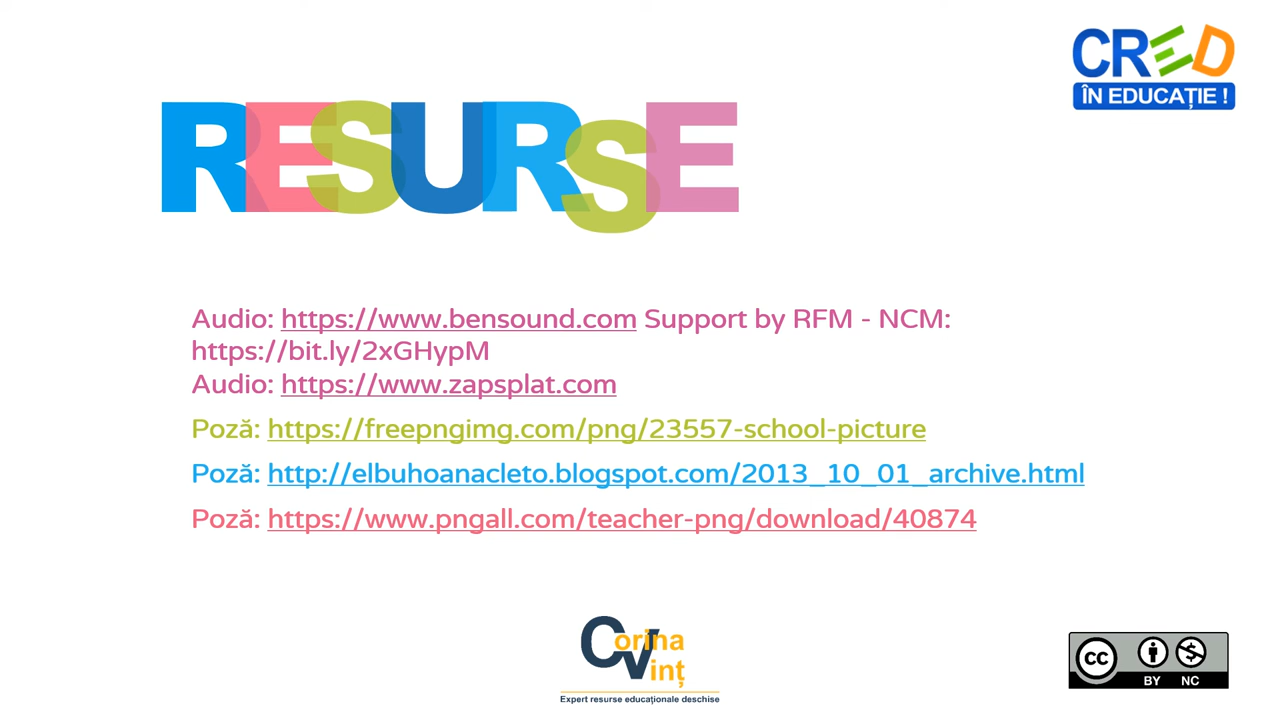 CRED
ÎN EDUCAȚIE !
RESURSE
Audio: https://www.bensound.com Support by RFM - NCM:
https://bit.ly/2xGHypM
Audio: https://www.zapsplat.com
Poză: https://freepngimg.com/png/23557-school-picture
Poză: http://elbuhoanacleto.blogspot.com/2013_10_01_archive.html
Poză: https://www.pngall.com/teacher-png/download/40874
Corina
Vinț
Expert resurse educaționale deschise
cc
BY NC